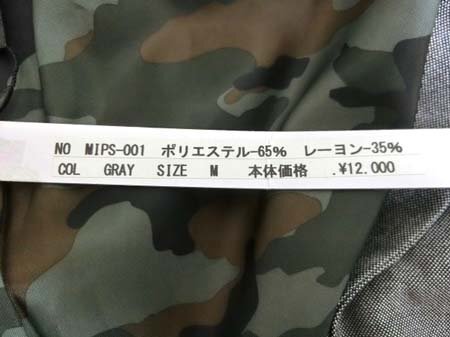 NO MIPS-001 ポリエステル-65% レーヨン-35%
COL GRAY SIZE M 本体価格 .¥12.000